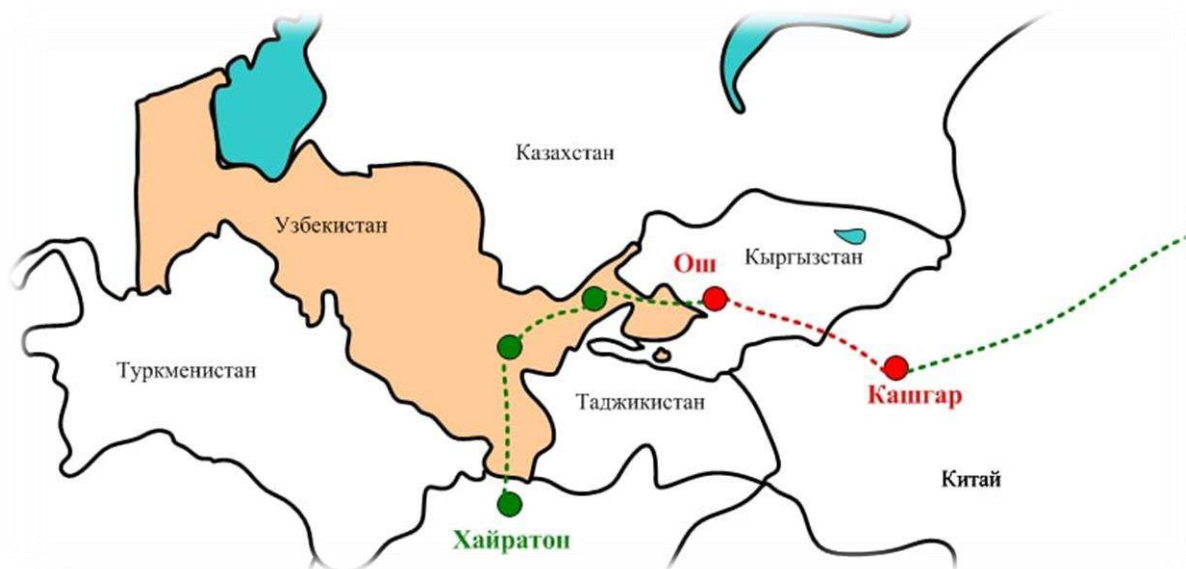 Казахстан
Узбекистан
Кыргызстан
Ош
Туркменистан
Таджикистан
Кашгар
Китай
Хайратон